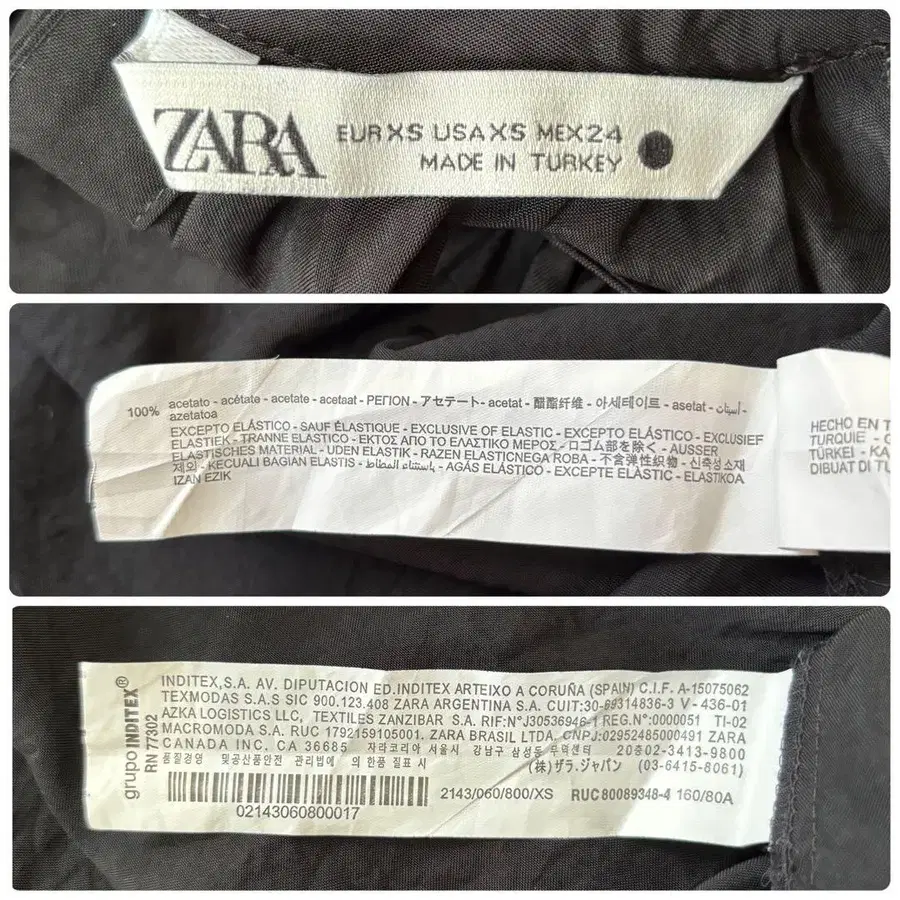 ZARA
EUR XS USA XS MEX 24
MADE IN TURKEY
100%
acetato - acétate - acetate - acetaat - РЕГІОN - アセテート - acetat - 醋酯纤维 - 아세테이트 - asetat - أسيتات -
azetatoa
EXCEPTO ELÁSTICO - SAUF ÉLASTIQUE - EXCLUSIVE OF ELASTIC - EXCEPTO ELÁSTICO - EXCLUSIEF
ELASTIEK - TRANNE ELASTICO - ΕΚΤΟΣ ΑΠΟ ΤΟ ΕΛΑΣΤΙΚΟ ΜΕΡΟΣ - ロゴム部を除く - AUSSER
ELASTISCHES MATERIAL - UDEN ELASTIK - RAZEN ELASTICNEGA ROBA - 不含弹性织物 - 신축성 소재
제외 - KECUALI BAGIAN ELASTIS - باستثناء المطاط - AGÁS ELÁSTICO - EXCEPTE ELÀSTIC - ELASTIKOA
IZAN EZIK
HECHO EN T
TURQUIE - 
TÜRKEI - KA
DIBUAT DI TU
grupo INDITEX®
RN 77302
INDITEX,S.A. AV. DIPUTACION ED.INDITEX ARTEIXO A CORUÑA (SPAIN) C.I.F. A-15075062
TEXMODAS S.A.S SIC 900.123.408 ZARA ARGENTINA S.A. CUIT:30-69314836-3 V-436-01
AZKA LOGISTICS LLC, TEXTILES ZANZIBAR S.A. RIF:N°J30536946-1 REG.N°:0000051 TI-02
MACROMODA S.A. RUC 1792159105001. ZARA BRASIL LTDA. CNPJ:02952485000491 ZARA
CANADA INC. CA 36685 자라코리아 서울시 강남구 삼성동 무역센터 20층02-3413-9800
품질경영 및공산품안전 관리법에 의한 품질 표시 (株)ザラ.ジャパン (03-6415-8061)
2143/060/800/XS RUC 80089348-4 160/80A
02143060800017